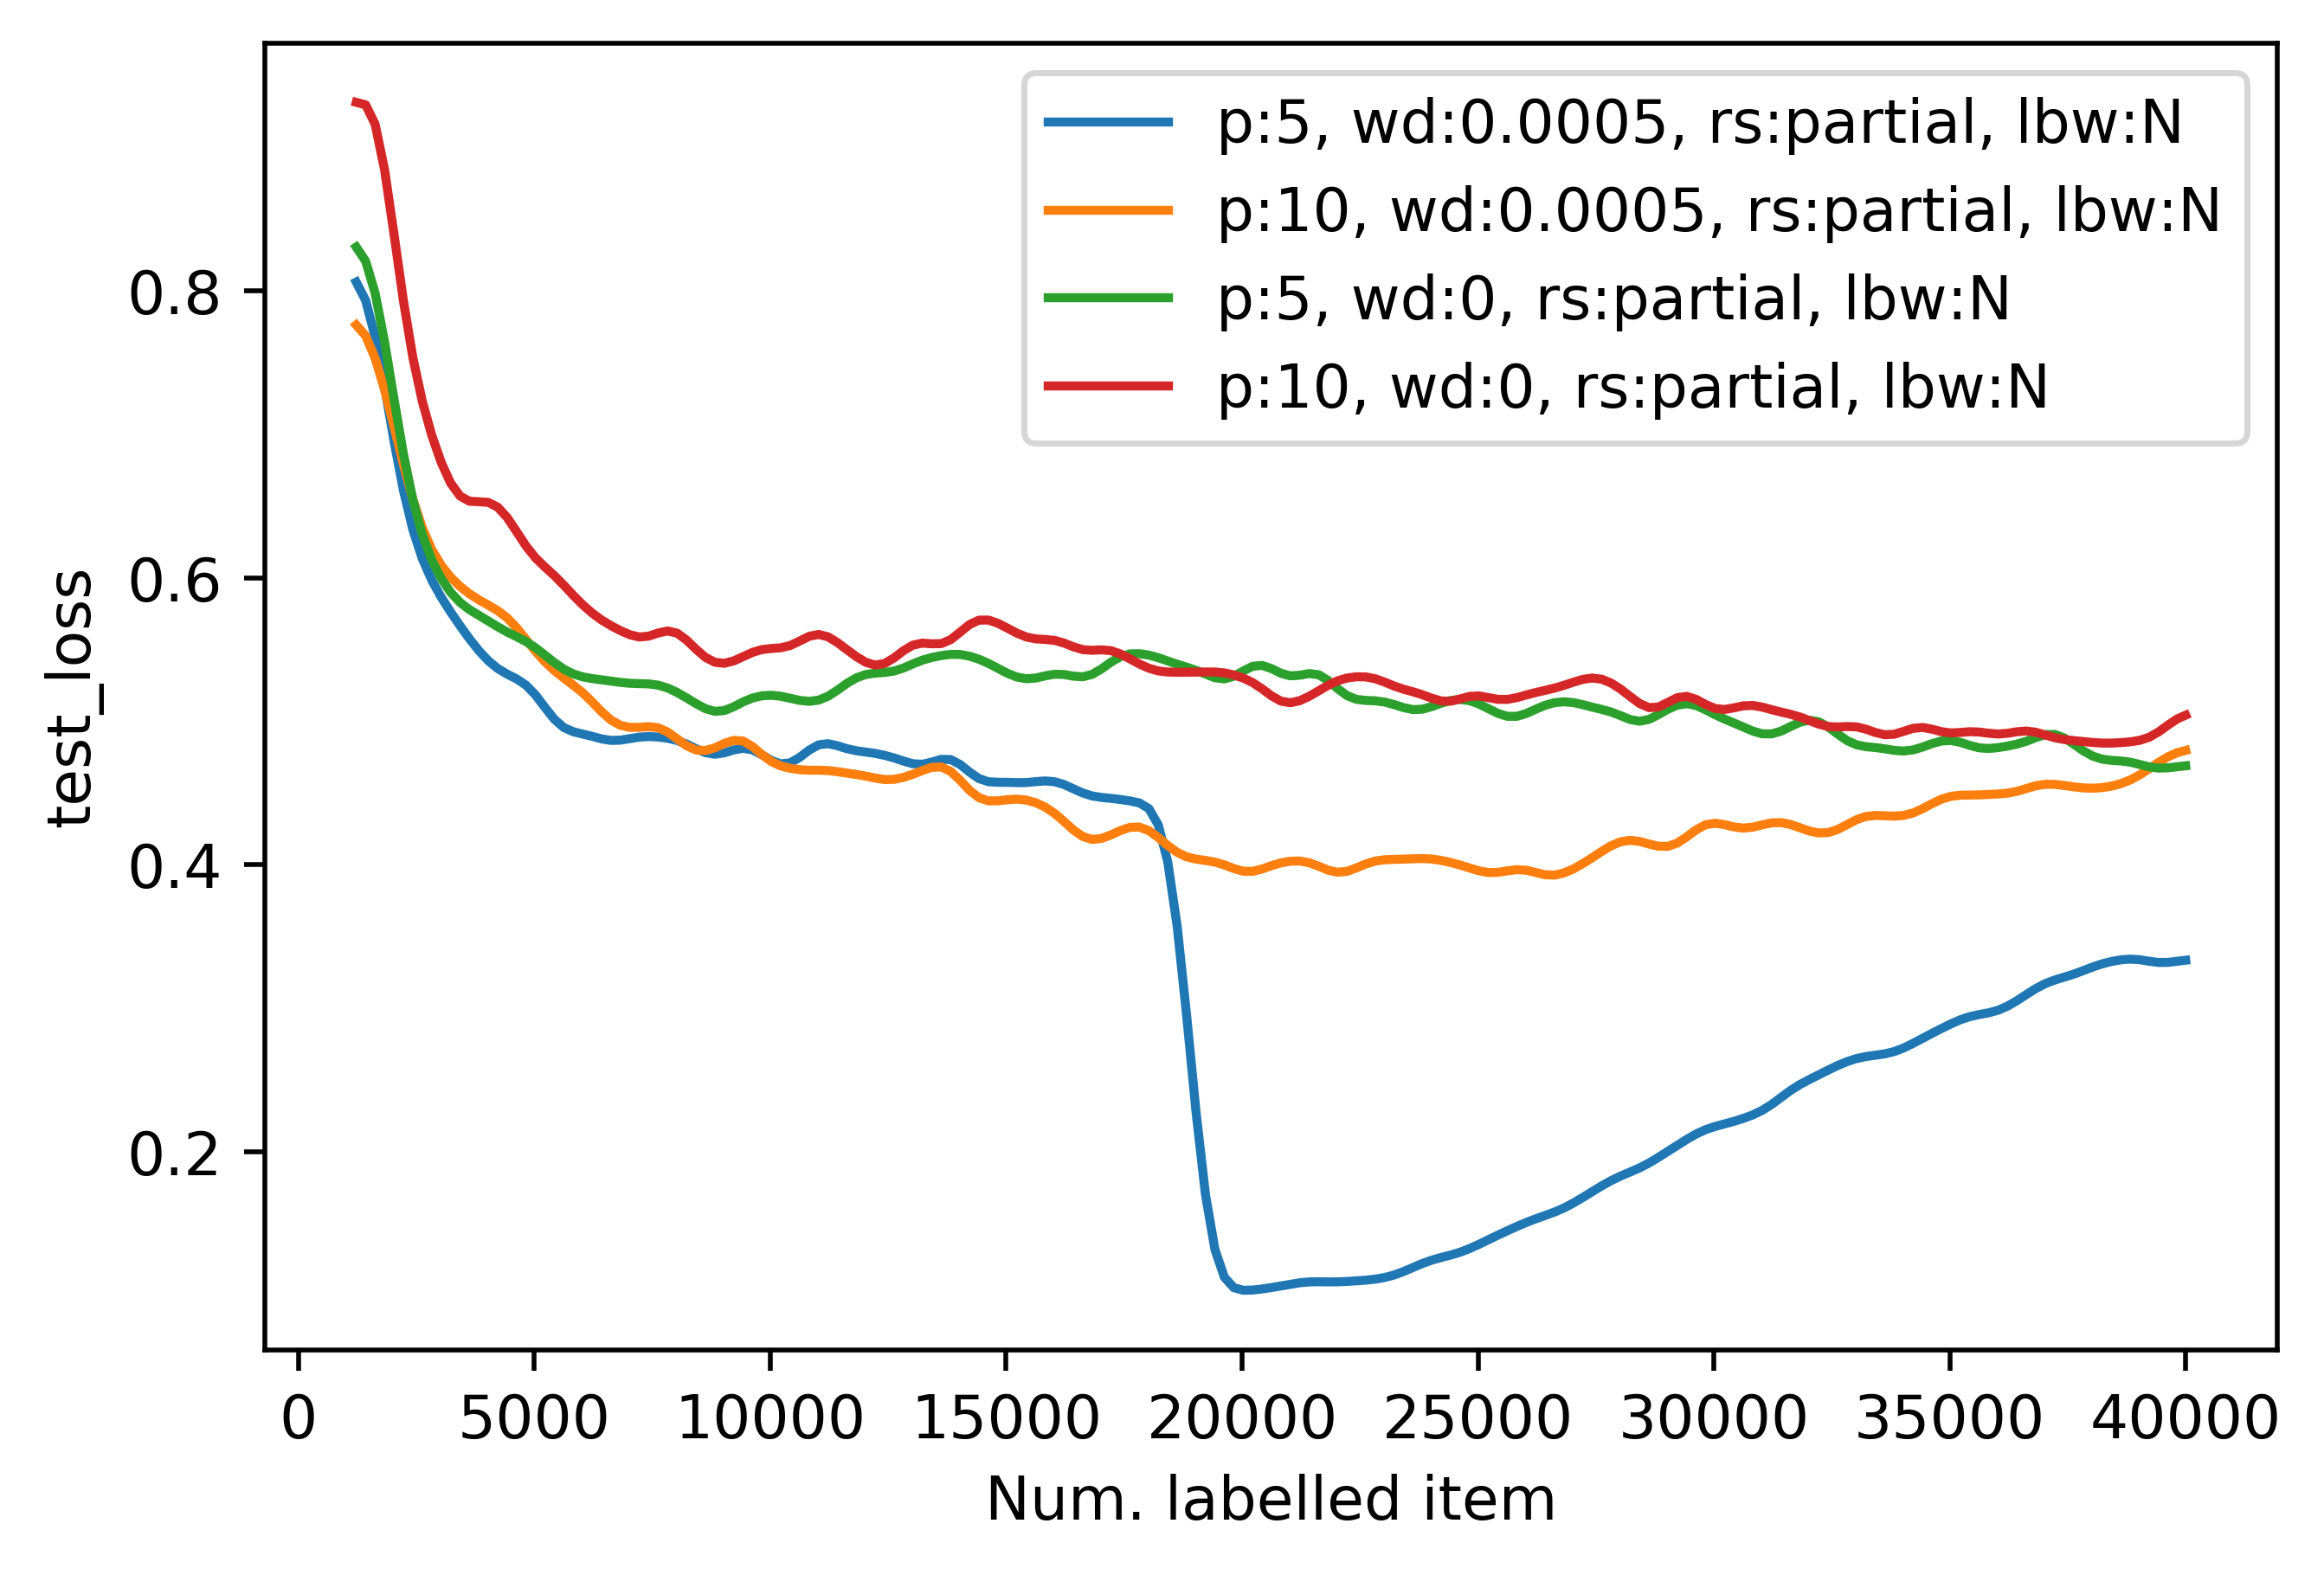 p:5, wd:0.0005, rs:partial, lbw:N
p:10, wd:0.0005, rs:partial, lbw:N
p:5, wd:0, rs:partial, lbw:N
p:10, wd:0, rs:partial, lbw:N
0.8
0.6
0.4
0.2
test_loss
0 5000 10000 15000 20000 25000 30000 35000 40000
Num. labelled item